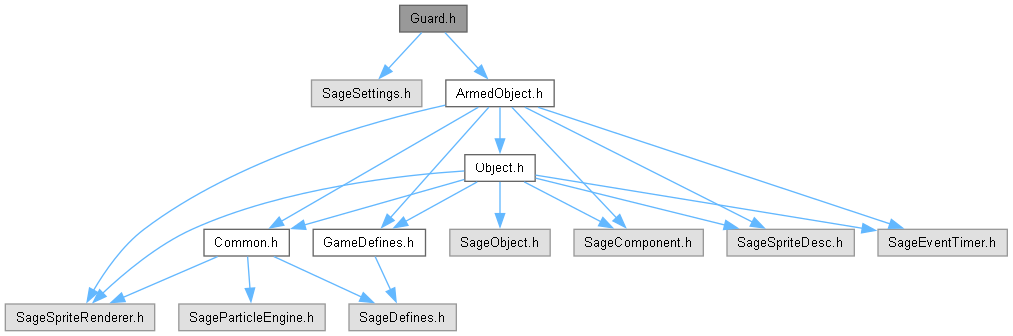 Guard.h
SageSettings.h
ArmedObject.h
Object.h
Common.h
GameDefines.h
SageObject.h
SageComponent.h
SageSpriteDesc.h
SageEventTimer.h
SageSpriteRenderer.h
SageParticleEngine.h
SageDefines.h